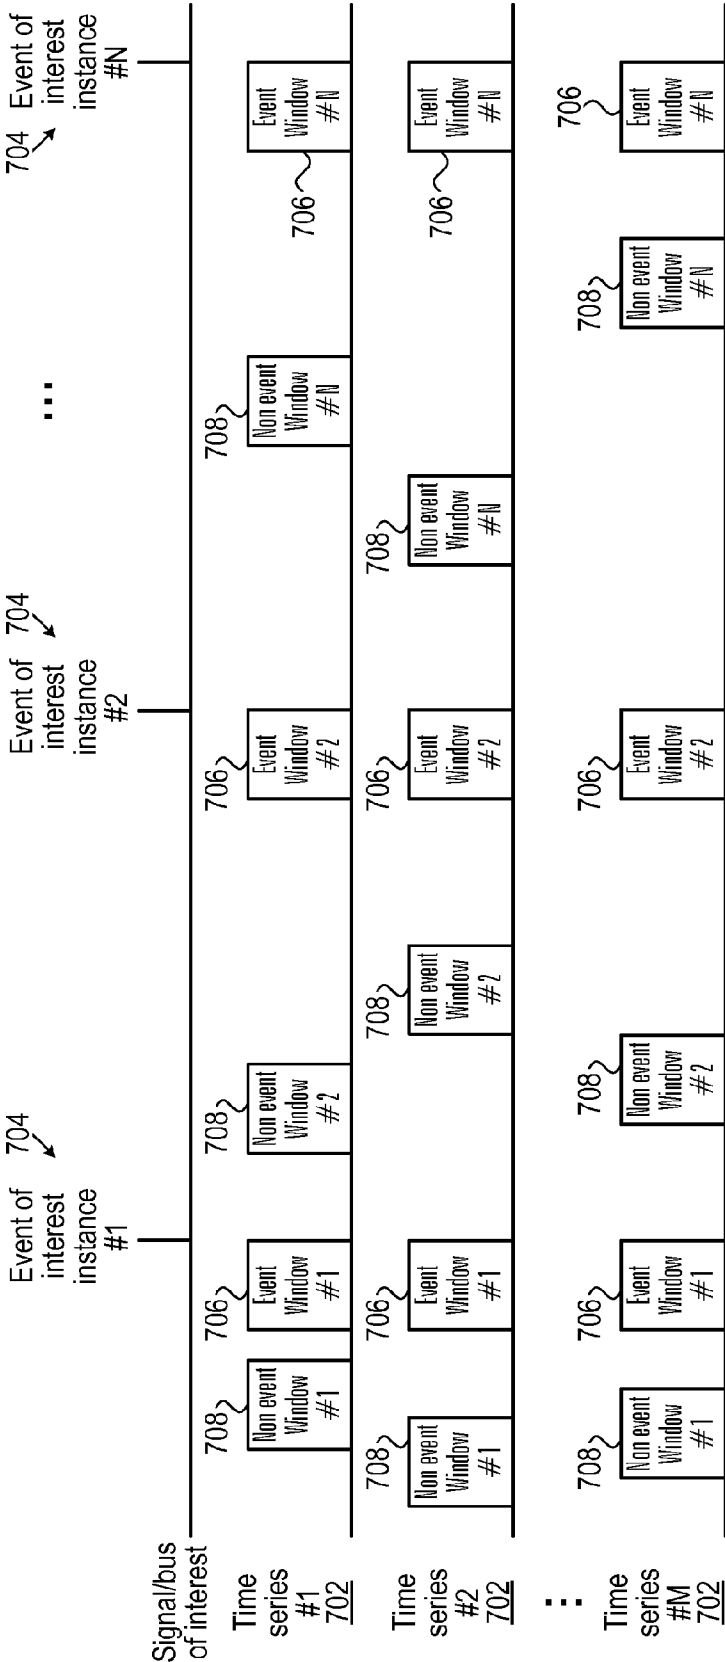 704
Event of
interest
instance
#1
704
Event of
interest
instance
#2
...
704
Event of
interest
instance
#N
Signal/bus
of interest
Time
series
#1
702
708
Non event
Window
#1
706
Event
Window
#1
708
Non event
Window
#2
706
Event
Window
#2
708
Non event
Window
#N
706
Event
Window
#N
Time
series
#2
702
708
Non event
Window
#1
706
Event
Window
#1
708
Non event
Window
#2
706
Event
Window
#2
708
Non event
Window
#N
706
Event
Window
#N
...
Time
series
#M
702
708
Non event
Window
#1
706
Event
Window
#1
708
Non event
Window
#2
706
Event
Window
#2
708
Non event
Window
#N
706
Event
Window
#N